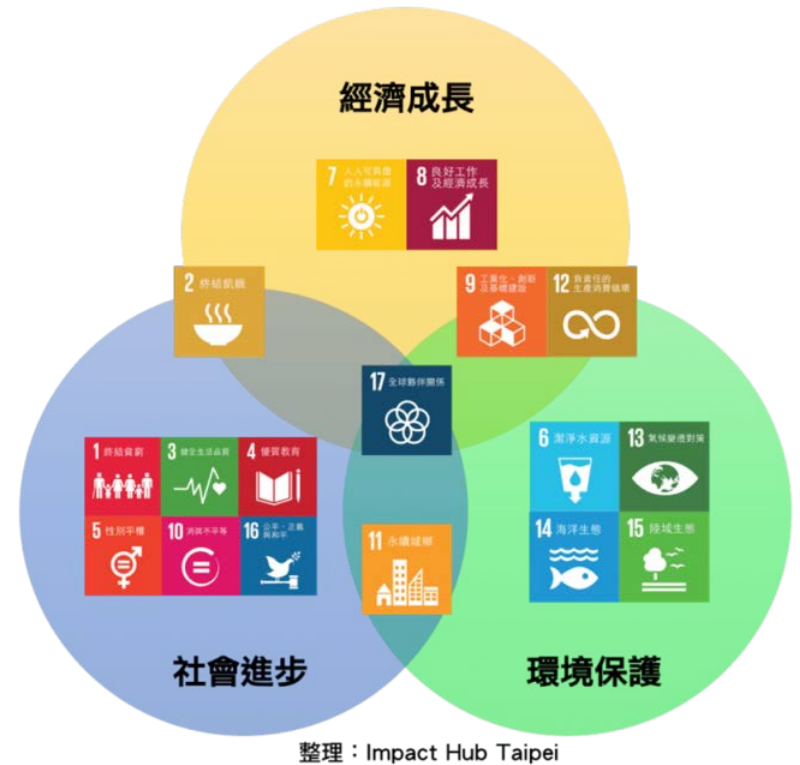 經濟成長
7 人人可負擔
的永續能源
8 良好工作
及經濟成長
2 終結飢餓
9 工業化、創新
及基礎建設
12 負責任的
生產消費循環
17 全球夥伴關係
1 終結貧窮
3 健全生活品質
4 優質教育
5 性別平權
10 消弭不平等
16 公平、正義
與和平
6 潔淨水資源
13 氣候變遷對策
14 海洋生態
15 陸域生態
11 永續城鄉
社會進步
環境保護
整理：Impact Hub Taipei